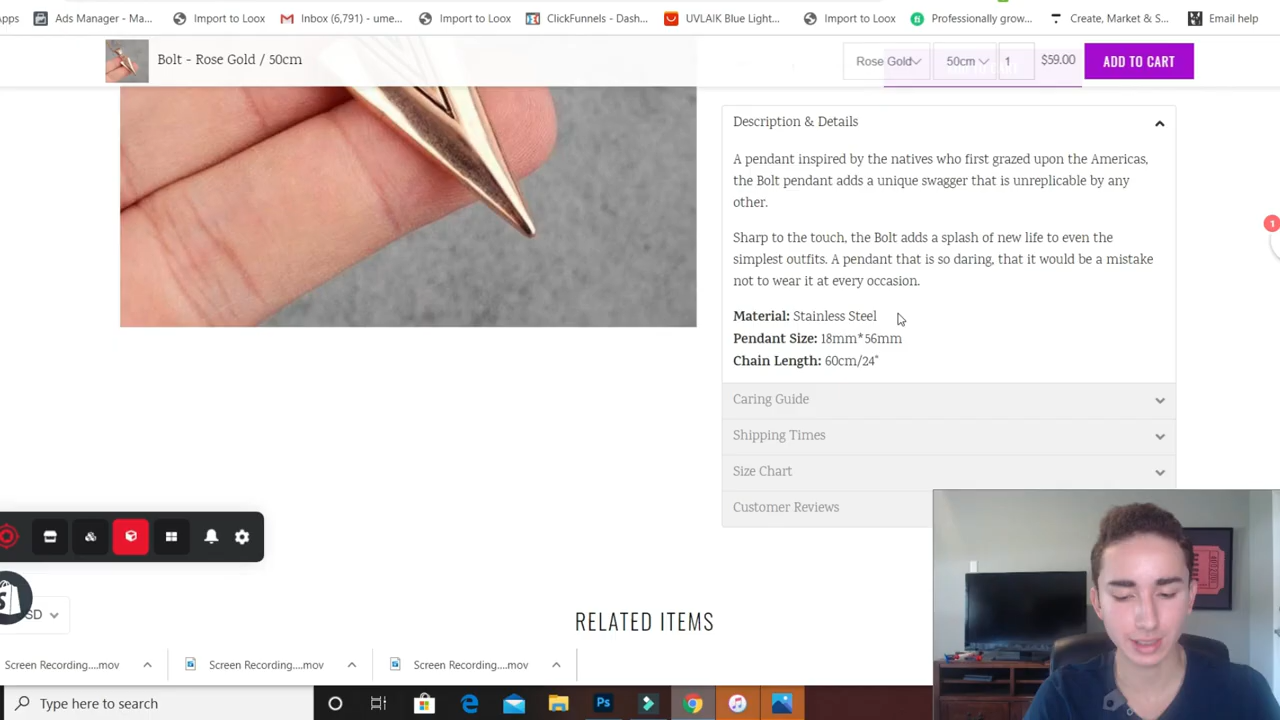 Apps
Ads Manager - Ma...
Import to Loox
Inbox (6,791) - ume...
Import to Loox
ClickFunnels - Dash...
UVLAIK Blue Light...
Import to Loox
Professionally grow...
Create, Market & S...
Email help
Bolt - Rose Gold / 50cm
Rose Gold
50cm
1
$59.00
ADD TO CART
Description & Details
A pendant inspired by the natives who first grazed upon the Americas,
the Bolt pendant adds a unique swagger that is unreplicable by any
other.
Sharp to the touch, the Bolt adds a splash of new life to even the
simplest outfits. A pendant that is so daring, that it would be a mistake
not to wear it at every occasion.
Material: Stainless Steel
Pendant Size: 18mm*56mm
Chain Length: 60cm/24"
1
Caring Guide
Shipping Times
Size Chart
Customer Reviews
SD
RELATED ITEMS
Screen Recording....mov
Screen Recording....mov
Screen Recording....mov
Type here to search
Ps